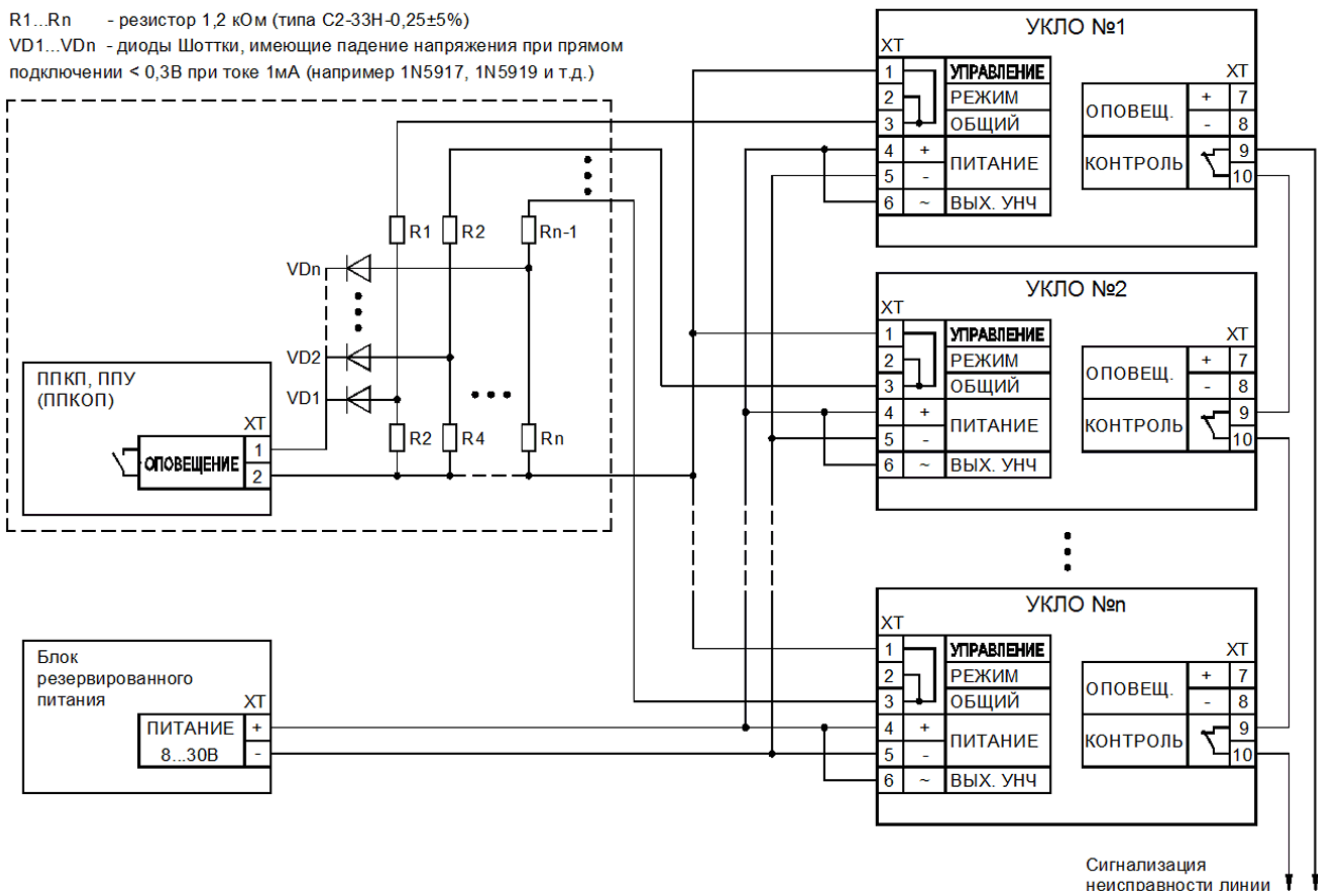 R1...Rn - резистор 1,2 кОм (типа С2-33Н-0,25±5%)
VD1...VDn - диоды Шоттки, имеющие падение напряжения при прямом
подключении < 0,3В при токе 1мА (например 1N5917, 1N5919 и т.д.)
R1
R2
Rn-1
VDn
VD2
VD1
R2
R4
Rn
ППКП, ППУ
(ППКОП)
XT
ОПОВЕЩЕНИЕ
1
2
Блок
резервированного
питания
XT
ПИТАНИЕ +
8...30В -
УКЛО №1
XT
1 УПРАВЛЕНИЕ
2 РЕЖИМ
3 ОБЩИЙ
4 +
ПИТАНИЕ
5 -
6 ~ ВЫХ. УНЧ
XT
ОПОВЕЩ.
+ 7
- 8
КОНТРОЛЬ
9
10
УКЛО №2
XT
1 УПРАВЛЕНИЕ
2 РЕЖИМ
3 ОБЩИЙ
4 +
ПИТАНИЕ
5 -
6 ~ ВЫХ. УНЧ
XT
ОПОВЕЩ.
+ 7
- 8
КОНТРОЛЬ
9
10
УКЛО №n
XT
1 УПРАВЛЕНИЕ
2 РЕЖИМ
3 ОБЩИЙ
4 +
ПИТАНИЕ
5 -
6 ~ ВЫХ. УНЧ
XT
ОПОВЕЩ.
+ 7
- 8
КОНТРОЛЬ
9
10
Сигнализация
неисправности линии